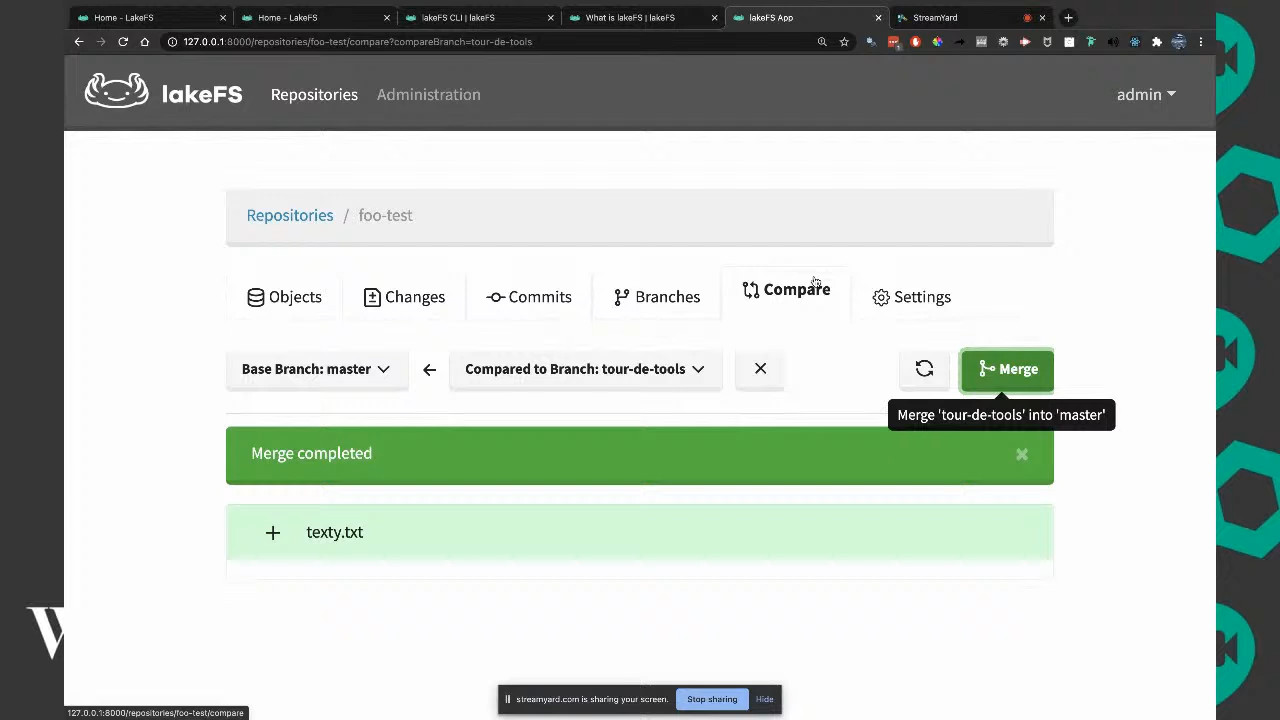 Home - LakeFS
Home - LakeFS
lakeFS CLI | lakeFS
What is lakeFS | lakeFS
lakeFS App
StreamYard
127.0.0.1:8000/repositories/foo-test/compare?compareBranch=tour-de-tools
lakeFS
Repositories
Administration
admin
Repositories / foo-test
Objects
Changes
Commits
Branches
Compare
Settings
Base Branch: master
Compared to Branch: tour-de-tools
Merge
Merge 'tour-de-tools' into 'master'
Merge completed
+ texty.txt
W
streamyard.com is sharing your screen.
Stop sharing
Hide
127.0.0.1:8000/repositories/foo-test/compare